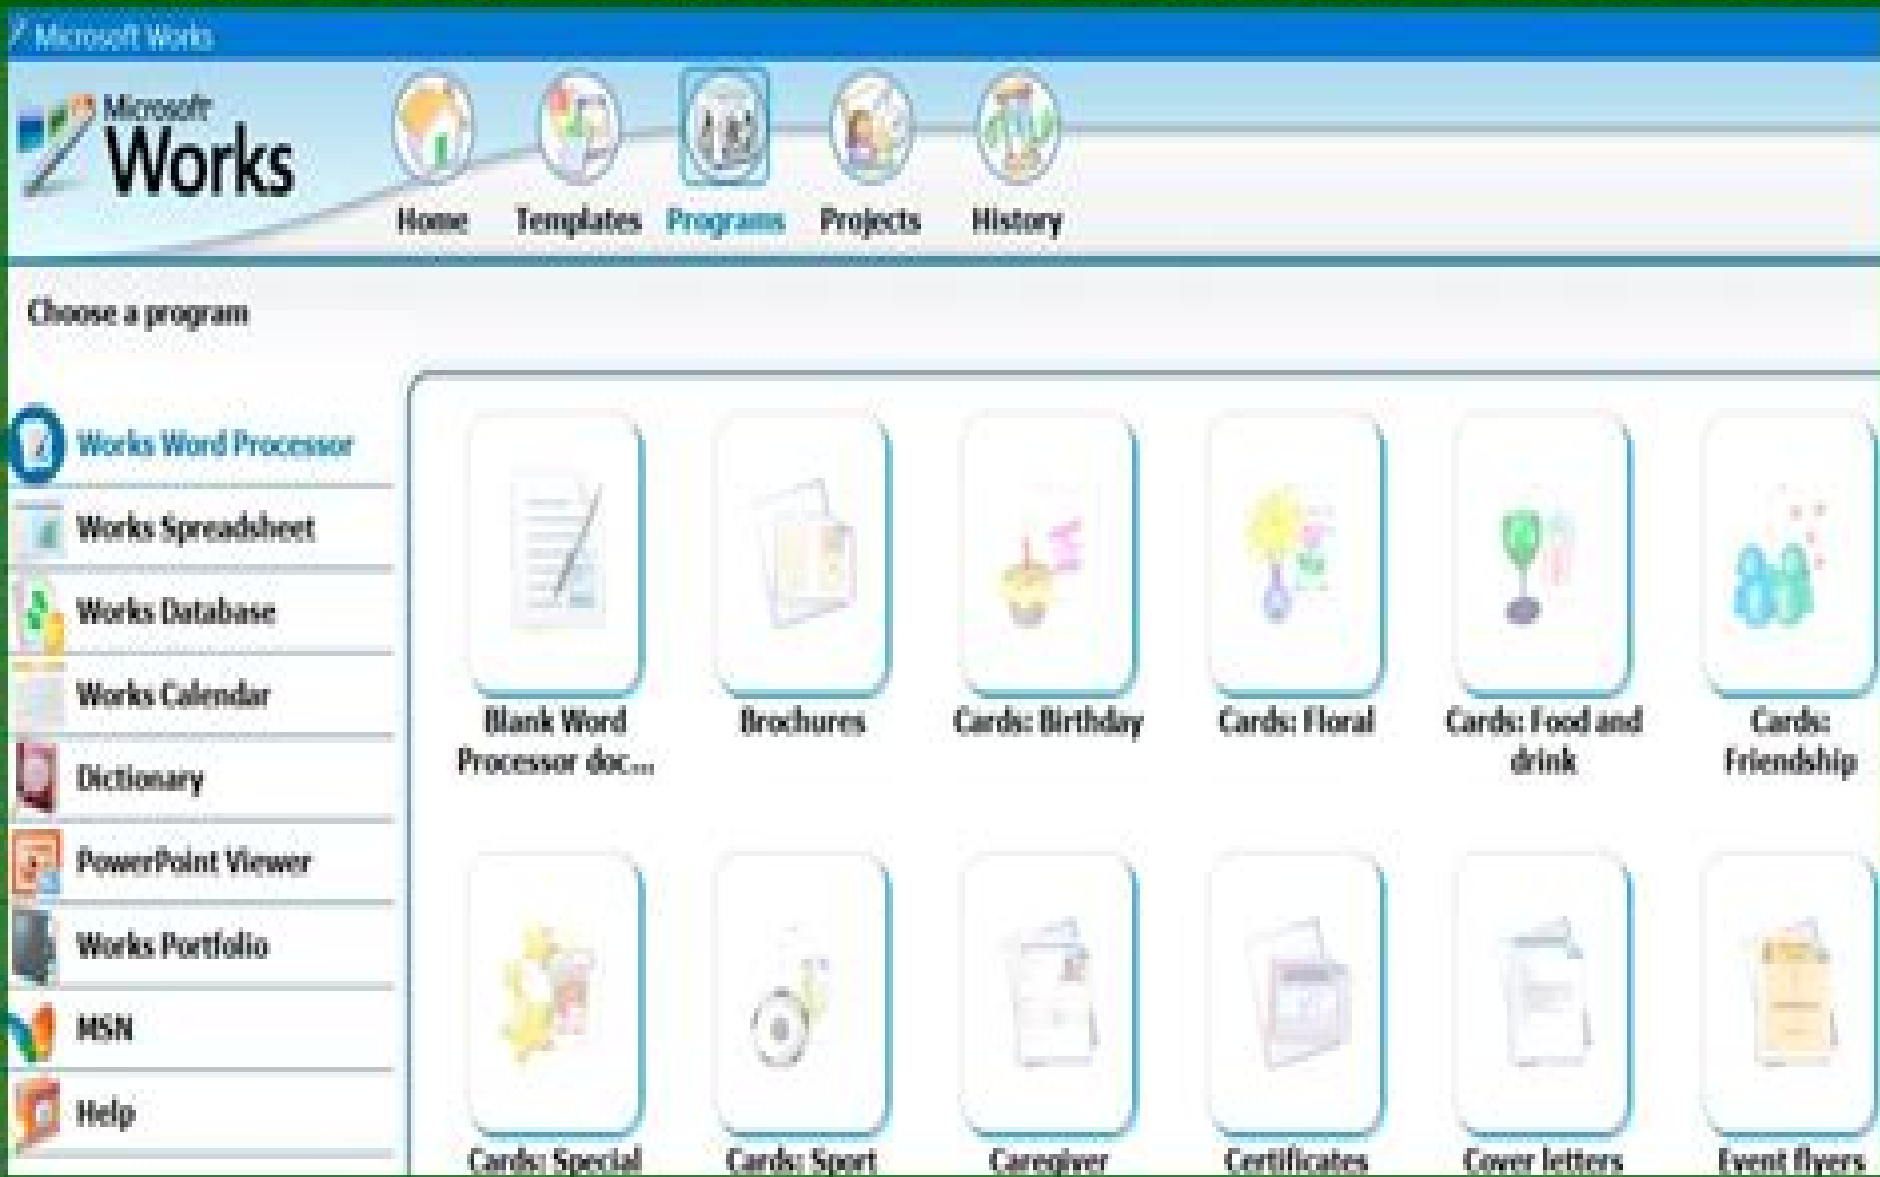 Microsoft Works
Microsoft
Works
Home Templates Programs Projects History
Choose a program
Works Word Processor
Works Spreadsheet
Works Database
Works Calendar
Dictionary
PowerPoint Viewer
Works Portfolio
MSN
Help
Blank Word
Processor doc...
Brochures
Cards: Birthday
Cards: Floral
Cards: Food and
drink
Cards:
Friendship
Cards: Special
Cards: Sport
Caregiver
Certificates
Cover letters
Event flyers